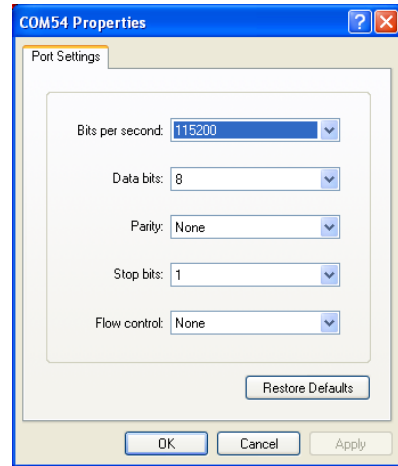 COM54 Properties
Port Settings
Bits per second: 115200
Data bits: 8
Parity: None
Stop bits: 1
Flow control: None
Restore Defaults
OK Cancel Apply